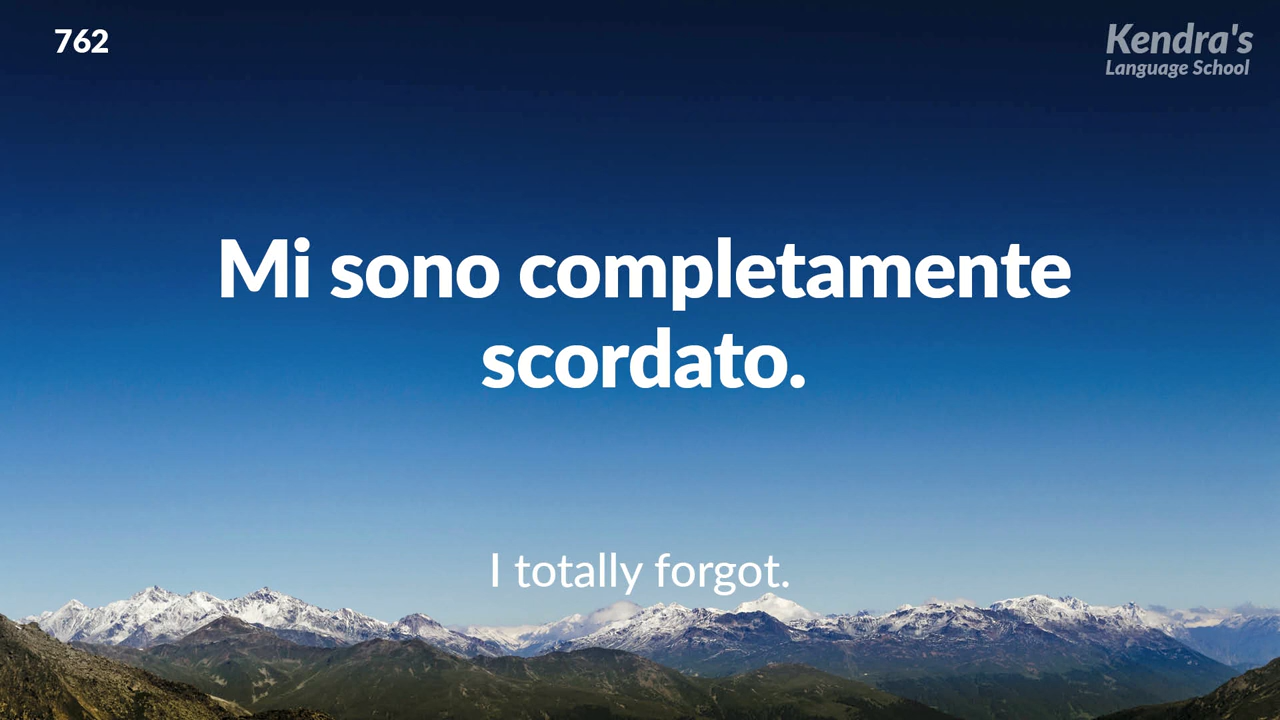 762
Kendra's
Language School
Mi sono completamente
scordato.
I totally forgot.